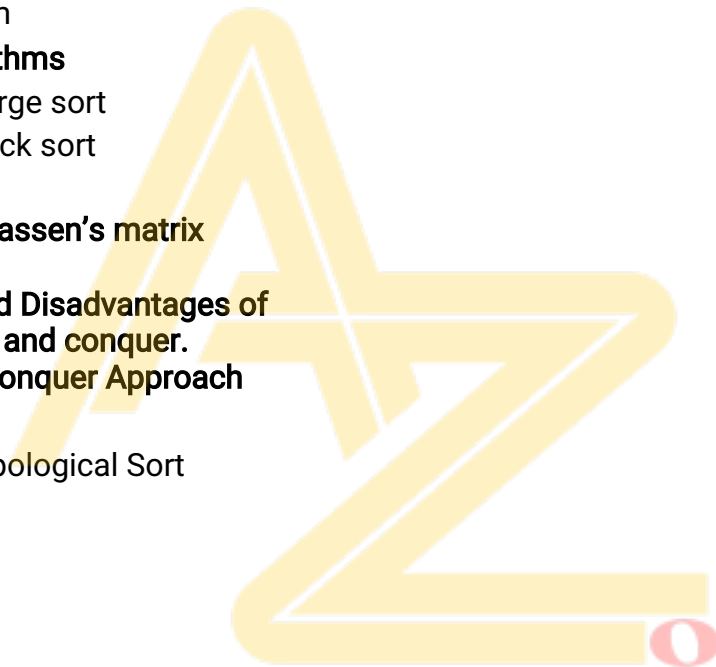 n
thms
rge sort
ck sort
assen’s matrix
d Disadvantages of
and conquer.
onquer Approach
pological Sort